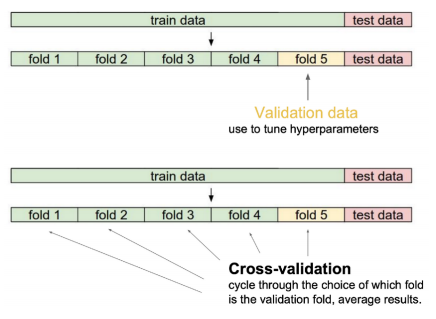 train data test data
fold 1 fold 2 fold 3 fold 4 fold 5 test data
Validation data
use to tune hyperparameters
train data test data
fold 1 fold 2 fold 3 fold 4 fold 5 test data
Cross-validation
cycle through the choice of which fold
is the validation fold, average results.